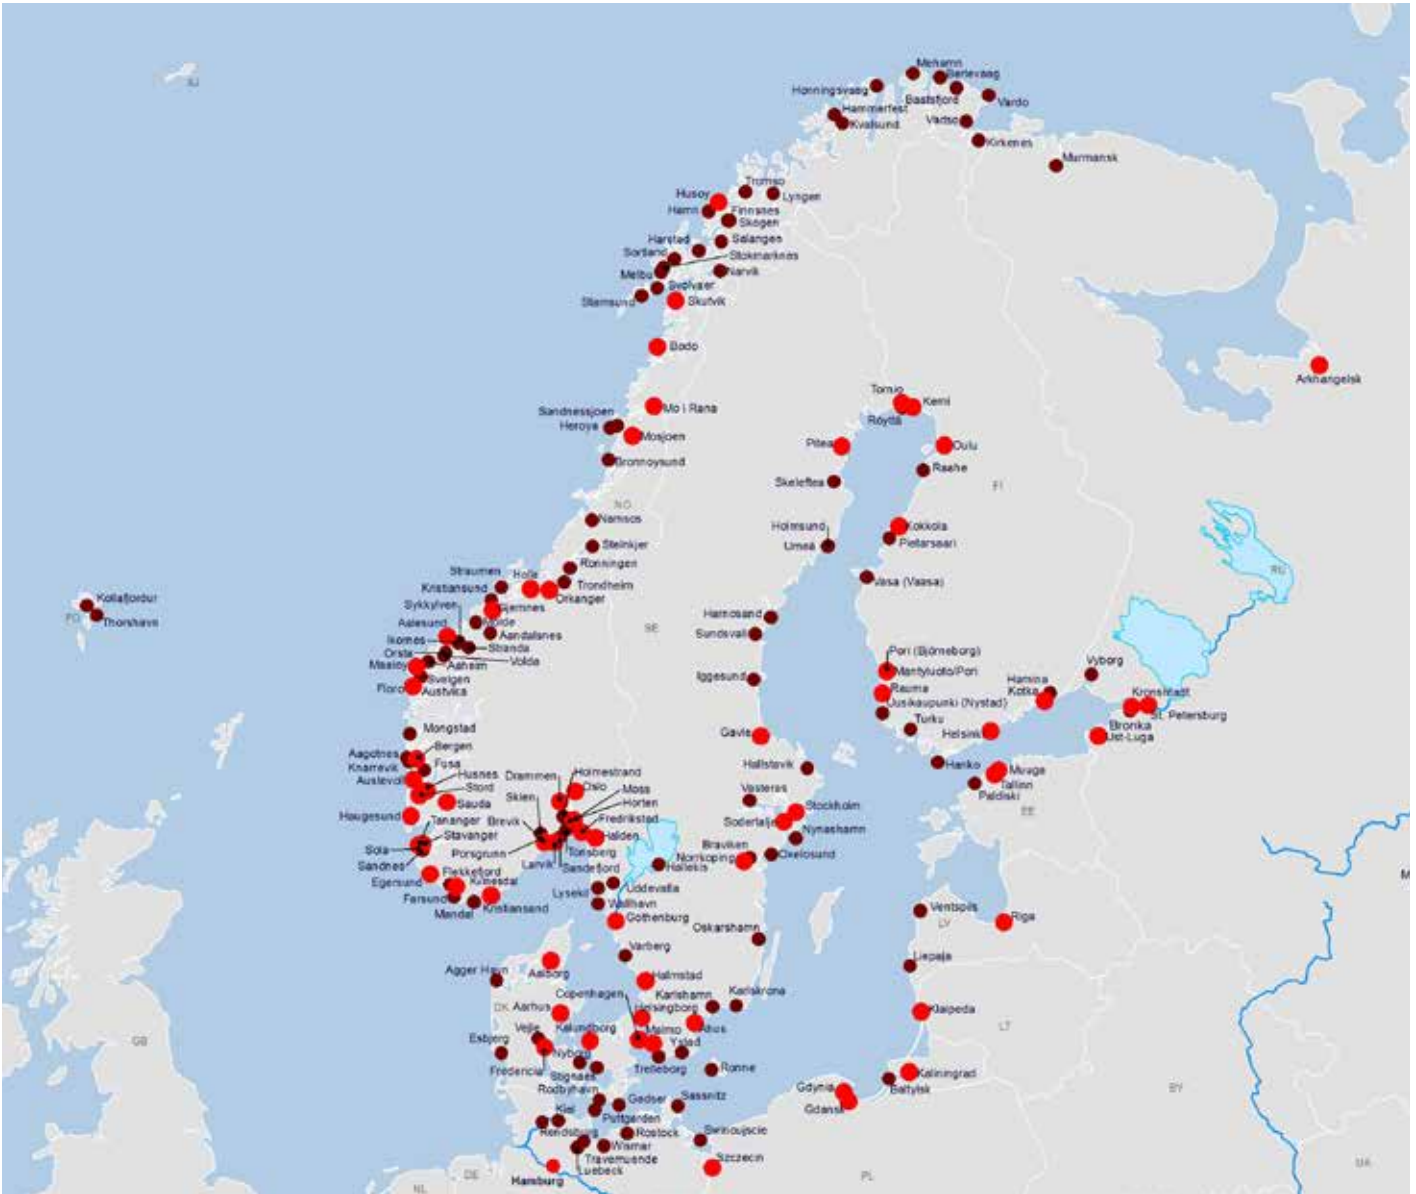 SJ
Mehamn
Berlevaag
Honningsvaag
Baatsfjord
Vardo
Hammerfest
Kvalsund
Vadso
Kirkenes
Murmansk
Tromso
Husoy
Lyngen
Hamn
Finnsnes
Skogen
Harstad
Salangen
Sortland
Stokmarknes
Melbu
Narvik
Svolvaer
Stamsund
Skutvik
Bodo
Arkhangelsk
Tornio
Kemi
Röyttä
Sandnessjoen
Mo i Rana
Heroya
Mosjoen
Pitea
Oulu
Bronnoysund
Raahe
Skeleftea
FI
NO
Namsos
Holmsund
Kokkola
Umeå
Pietarsaari
Steinkjer
RU
Ronningen
Straumen
Holla
Trondheim
Vasa (Vaasa)
Kristiansund
Orkanger
Kollafjordur
FO
Thorshavn
Sykkylven
Gjemnes
Aalesund
Harnosand
SE
Ikornes
Aandalsnes
Sundsvall
Orsta
Stranda
Volda
Pori (Björneborg)
Maaloy
Aaheim
Vyborg
Mantyluoto/Pori
Svelgen
Iggesund
Hamina
Floro
Austvika
Rauma
Kotka
Kronshtadt
Uusikaupunki (Nystad)
St. Petersburg
Turku
Bronka
Mongstad
Gavle
Helsinki
Ust-Luga
Bergen
Aagotnes
Fusa
Hallstavik
Hanko
Muuga
Knarrevik
Husnes
Drammen
Holmestrand
Tallinn
Austevoll
Stord
Oslo
Vasteras
Paldiski
EE
Skien
Moss
Sauda
Horten
Stockholm
Haugesund
Tananger
Brevik
Fredrikstad
Sodertalje
Stavanger
Halden
Nynashamn
Sola
Porsgrunn
Tonsberg
Braviken
Sandnes
Larvik
Sandefjord
Norrkoping
Oxelosund
Hallekis
Flekkefjord
Egersund
Kvinesdal
Lysekil
Uddevalla
Farsund
Wallhavn
Mandal
Kristiansand
Gothenburg
Ventspils
LV
Riga
Oskarshamn
Varberg
Aalborg
Liepaja
Agger Havn
Halmstad
Copenhagen
Karlshamn
Karlskrona
DK
Aarhus
Helsingborg
Ahus
Klaipeda
LT
Vejle
Kalundborg
Malmo
Ystad
Esbjerg
GB
Nyborg
Fredericia
Trelleborg
Ronne
Stignaes
Kaliningrad
Rodbyhavn
Baltyisk
Gdynia
BY
Gedser
Sassnitz
Gdansk
Kiel
Puttgarden
Rendsburg
Rostock
Swinoujscie
Wismar
Travemuende
Szczecin
Luebeck
UA
Hamburg
DE
PL
NL